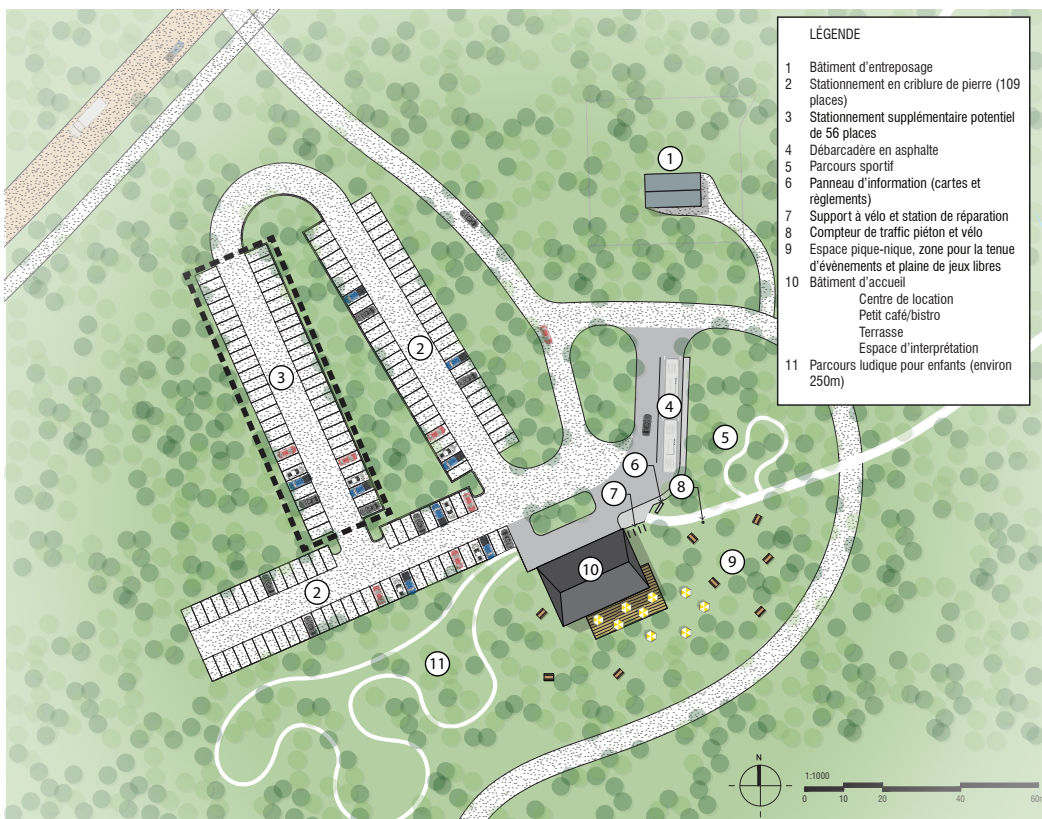 LÉGENDE
1 Bâtiment d'entreposage
2 Stationnement en criblure de pierre (109
places)
3 Stationnement supplémentaire potentiel
de 56 places
4 Débarcadère en asphalte
5 Parcours sportif
6 Panneau d'information (cartes et
règlements)
7 Support à vélo et station de réparation
8 Compteur de traffic piéton et vélo
9 Espace pique-nique, zone pour la tenue
d'évènements et plaine de jeux libres
10 Bâtiment d'accueil
Centre de location
Petit café/bistro
Terrasse
Espace d'interprétation
11 Parcours ludique pour enfants (environ
250m)
1
2
3
4
5
6
7
8
9
10
2
11
N
1:1000
0 10 20 40 60m